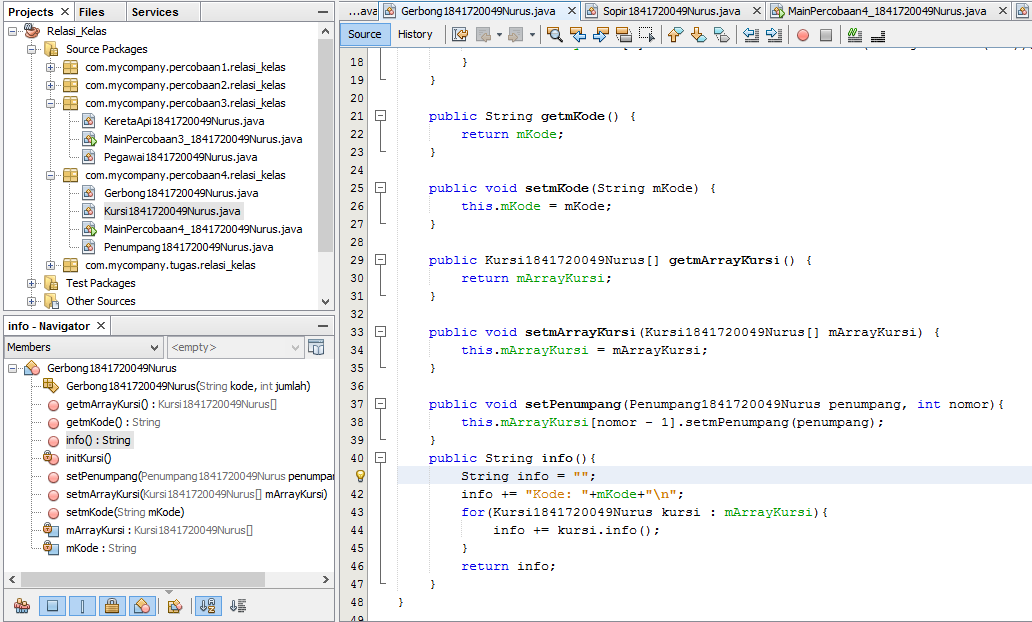 Projects Files Services
Relasi_Kelas
Source Packages
com.mycompany.percobaan1.relasi_kelas
com.mycompany.percobaan2.relasi_kelas
com.mycompany.percobaan3.relasi_kelas
KeretaApi1841720049Nurus.java
MainPercobaan3_1841720049Nurus.java
Pegawai1841720049Nurus.java
com.mycompany.percobaan4.relasi_kelas
Gerbong1841720049Nurus.java
Kursi1841720049Nurus.java
MainPercobaan4_1841720049Nurus.java
Penumpang1841720049Nurus.java
com.mycompany.tugas.relasi_kelas
Test Packages
Other Sources
info - Navigator
Members <empty>
Gerbong1841720049Nurus
Gerbong1841720049Nurus(String kode, int jumlah)
getmArrayKursi() : Kursi1841720049Nurus[]
getmKode() : String
info() : String
initKursi()
setPenumpang(Penumpang1841720049Nurus penumpan
setmArrayKursi(Kursi1841720049Nurus[] mArrayKursi)
setmKode(String mKode)
mArrayKursi : Kursi1841720049Nurus[]
mKode : String
...ava Gerbong1841720049Nurus.java Sopir1841720049Nurus.java MainPercobaan4_1841720049Nurus.java
Source History
18 }
19 }
20
21 public String getmKode() {
22 return mKode;
23 }
24
25 public void setmKode(String mKode) {
26 this.mKode = mKode;
27 }
28
29 public Kursi1841720049Nurus[] getmArrayKursi() {
30 return mArrayKursi;
31 }
32
33 public void setmArrayKursi(Kursi1841720049Nurus[] mArrayKursi) {
34 this.mArrayKursi = mArrayKursi;
35 }
36
37 public void setPenumpang(Penumpang1841720049Nurus penumpang, int nomor){
38 this.mArrayKursi[nomor - 1].setmPenumpang(penumpang);
39 }
40 public String info(){
String info = "";
42 info += "Kode: "+mKode+"\n";
43 for(Kursi1841720049Nurus kursi : mArrayKursi){
44 info += kursi.info();
45 }
46 return info;
47 }
48 }